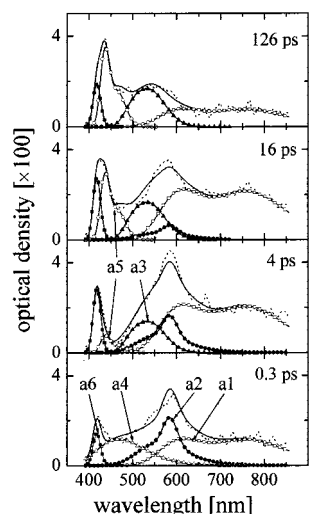 126 ps
4
0
16 ps
4
0
a5 a3
4 ps
4
0
a6 a4 a2 a1
0.3 ps
4
2
0
400 500 600 700 800
wavelength [nm]
optical density [×100]